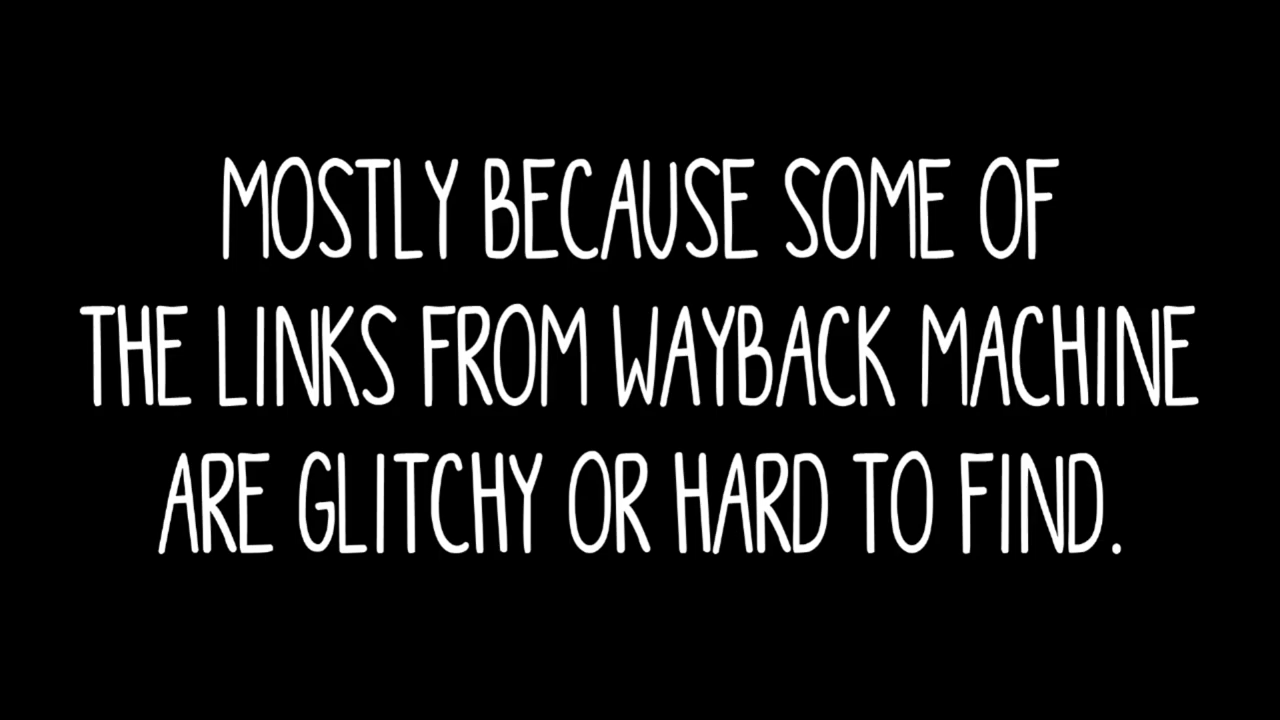 MOSTLY BECAUSE SOME OF
THE LINKS FROM WAYBACK MACHINE
ARE GLITCHY OR HARD TO FIND.